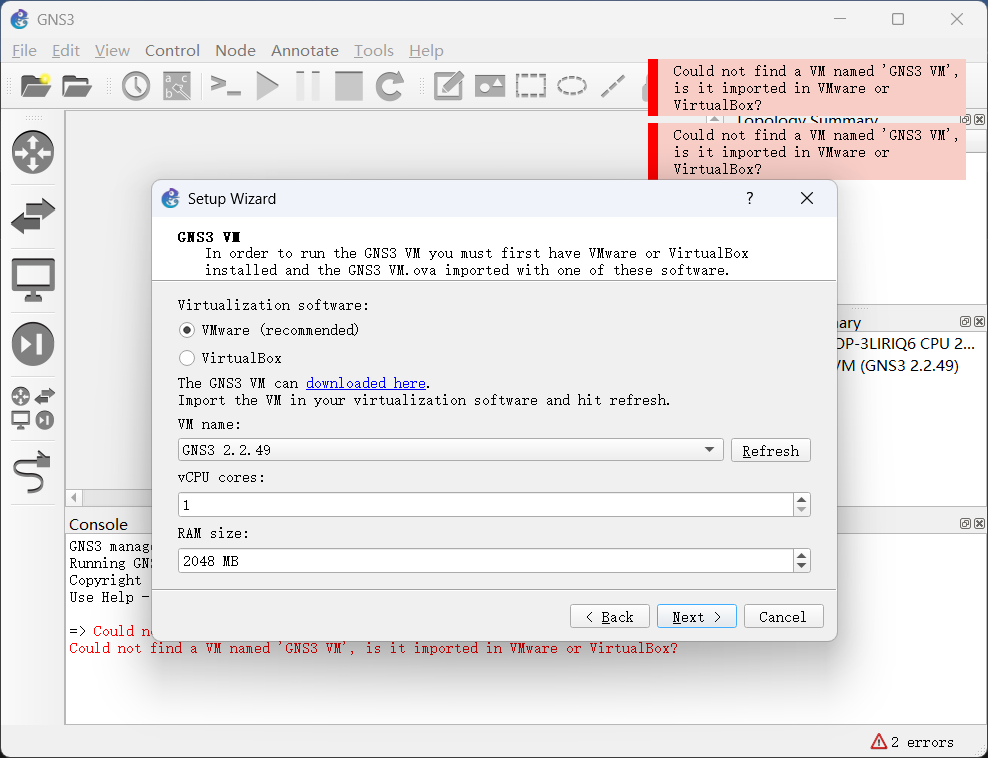 GNS3
File Edit View Control Node Annotate Tools Help
Could not find a VM named 'GNS3 VM',
is it imported in VMware or
VirtualBox?
Topology Summary
Could not find a VM named 'GNS3 VM',
is it imported in VMware or
VirtualBox?
Setup Wizard
GNS3 VM
In order to run the GNS3 VM you must first have VMware or VirtualBox
installed and the GNS3 VM.ova imported with one of these software.
Virtualization software:
VMware (recommended)
VirtualBox
The GNS3 VM can downloaded here.
Import the VM in your virtualization software and hit refresh.
VM name:
GNS3 2.2.49
Refresh
vCPU cores:
1
RAM size:
2048 MB
< Back
Next >
Cancel
mary
OP-3LIRIQ6 CPU 2...
VM (GNS3 2.2.49)
Console
GNS3 manag
Running GN
Copyright
Use Help -
=> Could n
Could not find a VM named 'GNS3 VM', is it imported in VMware or VirtualBox?
2 errors